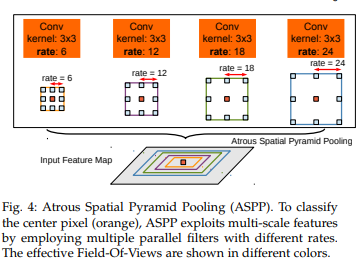 Conv
kernel: 3x3
rate: 6
Conv
kernel: 3x3
rate: 12
Conv
kernel: 3x3
rate: 18
Conv
kernel: 3x3
rate: 24
rate = 6
rate = 12
rate = 18
rate = 24
Atrous Spatial Pyramid Pooling
Input Feature Map
Fig. 4: Atrous Spatial Pyramid Pooling (ASPP). To classify
the center pixel (orange), ASPP exploits multi-scale features
by employing multiple parallel filters with different rates.
The effective Field-Of-Views are shown in different colors.